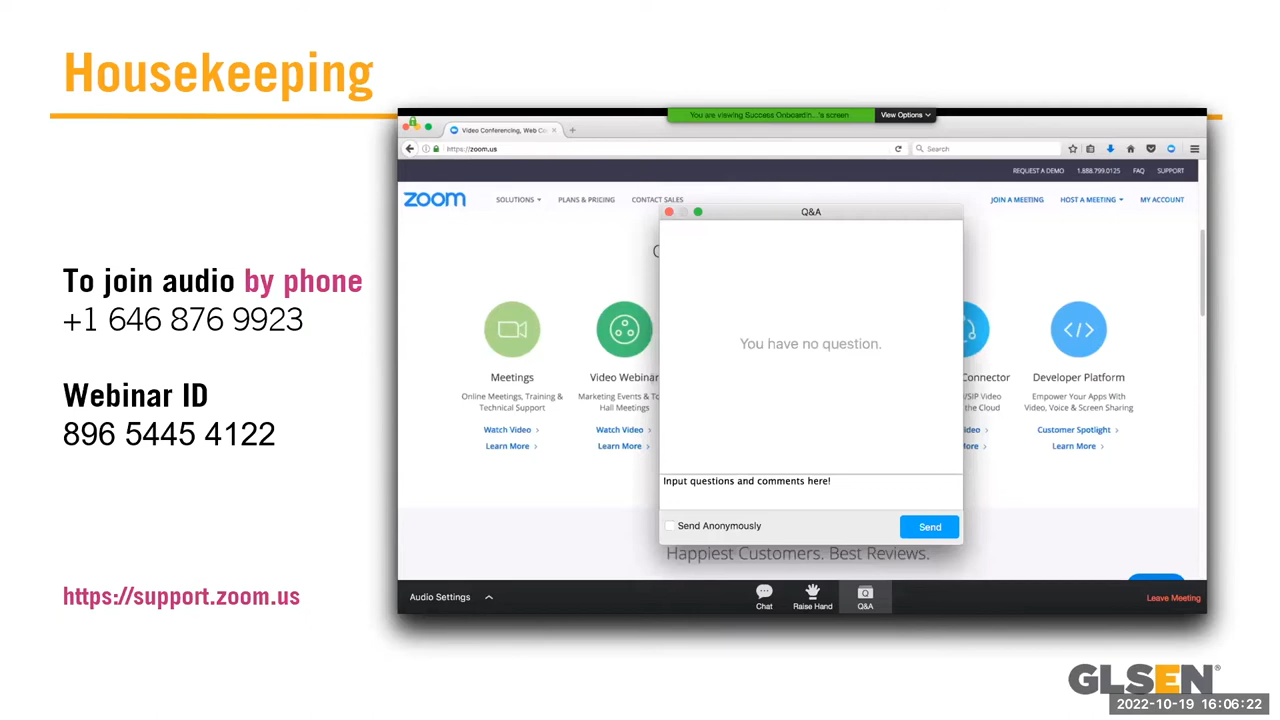 Housekeeping
To join audio by phone
+1 646 876 9923
Webinar ID
896 5445 4122
https://support.zoom.us
You are viewing Success Onboardin...'s screen
View Options
Video Conferencing, Web Co
https://zoom.us
Search
REQUEST A DEMO 1.888.799.0125 FAQ SUPPORT
zoom SOLUTIONS PLANS & PRICING CONTACT SALES JOIN A MEETING HOST A MEETING MY ACCOUNT
Q&A
You have no question.
Input questions and comments here!
Send Anonymously
Send
Meetings
Online Meetings, Training &
Technical Support
Watch Video
Learn More
Video Webinar
Marketing Events & To
Hall Meetings
Watch Video
Learn More
Connector
/SIP Video
the Cloud
ideo
ore
Developer Platform
Empower Your Apps With
Video, Voice & Screen Sharing
Customer Spotlight
Learn More
Happiest Customers. Best Reviews.
Audio Settings
Chat
Raise Hand
Q&A
Leave Meeting
GLSEN®
2022-10-19 16:06:22